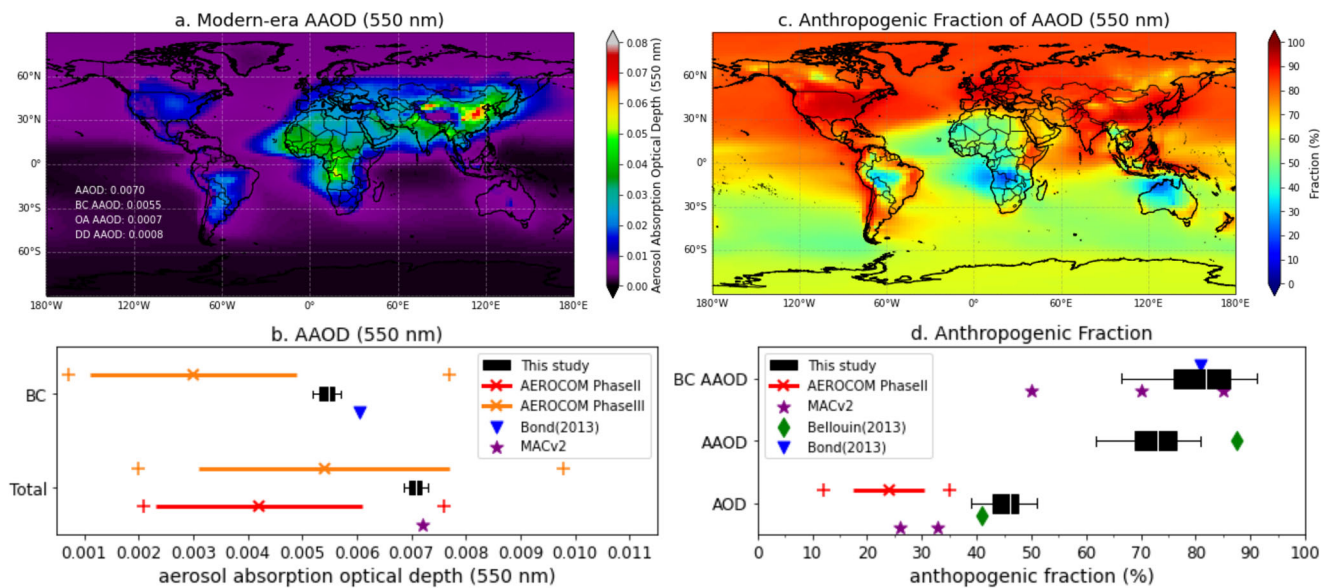 a. Modern-era AAOD (550 nm)
60°N
30°N
0°
30°S
60°S
AAOD: 0.0070
BC AAOD: 0.0055
OA AAOD: 0.0007
DD AAOD: 0.0008
180°W 120°W 60°W 0° 60°E 120°E 180°E
0.08
0.07
0.06
0.05
0.04
0.03
0.02
0.01
0.00
Aerosol Absorption Optical Depth (550 nm)
c. Anthropogenic Fraction of AAOD (550 nm)
60°N
30°N
0°
30°S
60°S
180°W 120°W 60°W 0° 60°E 120°E 180°E
100
90
80
70
60
50
40
30
20
10
0
Fraction (%)
b. AAOD (550 nm)
BC
Total
This study
AEROCOM PhaseII
AEROCOM PhaseIII
Bond(2013)
MACv2
0.001 0.002 0.003 0.004 0.005 0.006 0.007 0.008 0.009 0.010 0.011
aerosol absorption optical depth (550 nm)
d. Anthropogenic Fraction
BC AAOD
AAOD
AOD
This study
AEROCOM PhaseII
MACv2
Bellouin(2013)
Bond(2013)
0 10 20 30 40 50 60 70 80 90 100
anthopogenic fraction (%)